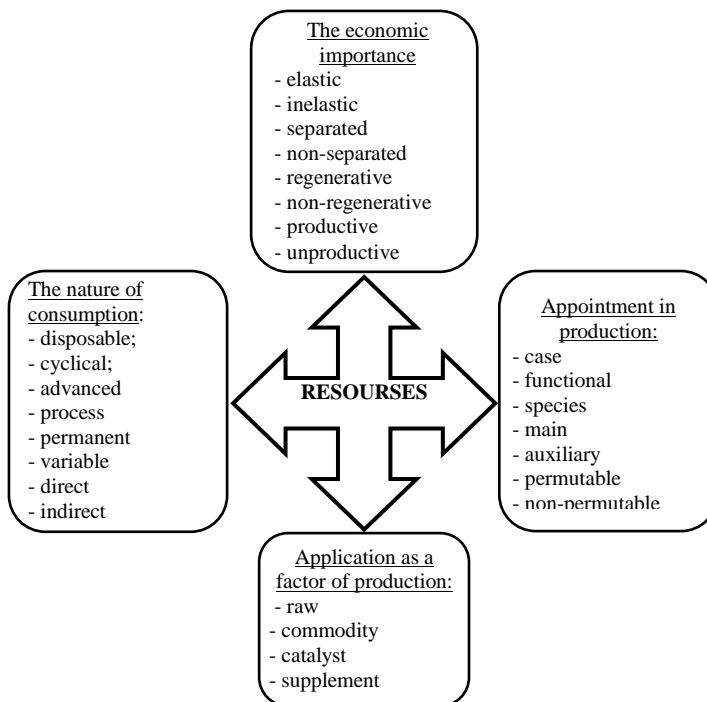 The economic
importance
- elastic
- inelastic
- separated
- non-separated
- regenerative
- non-regenerative
- productive
- unproductive
The nature of
consumption:
- disposable;
- cyclical;
- advanced
- process
- permanent
- variable
- direct
- indirect
RESOURSES
Appointment in
production:
- case
- functional
- species
- main
- auxiliary
- permutable
- non-permutable
Application as a
factor of production:
- raw
- commodity
- catalyst
- supplement